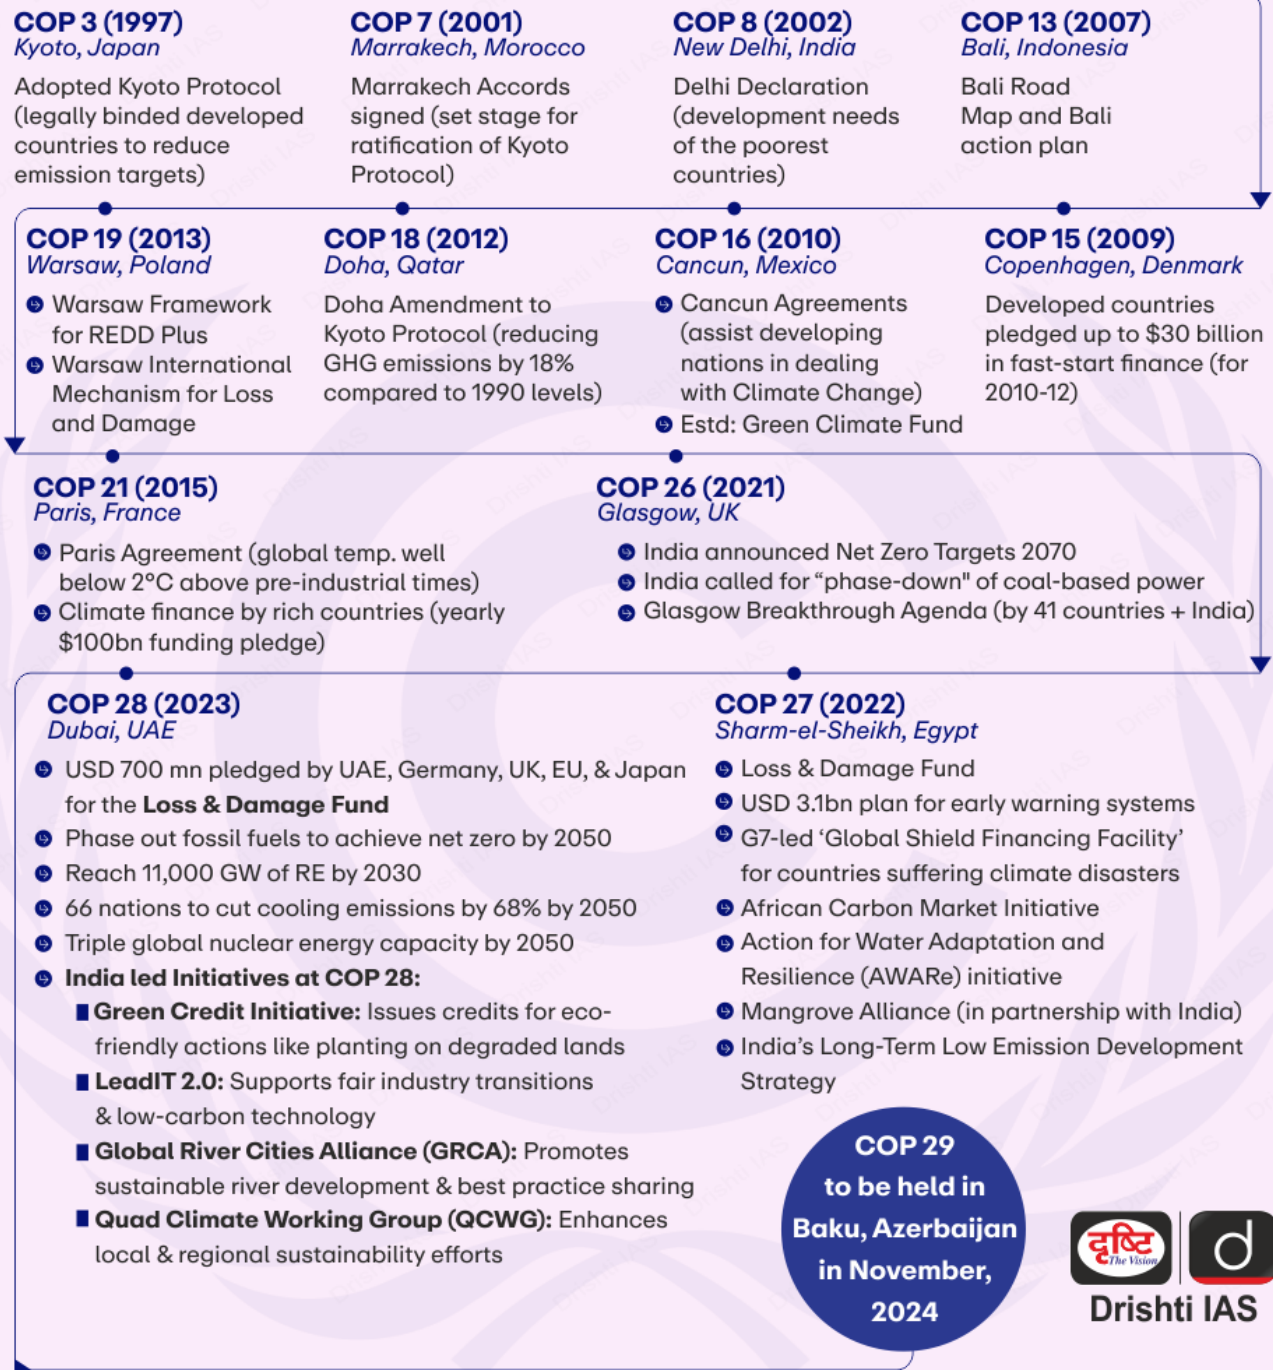 COP 3 (1997)
Kyoto, Japan
Adopted Kyoto Protocol
(legally binded developed
countries to reduce
emission targets)
COP 7 (2001)
Marrakech, Morocco
Marrakech Accords
signed (set stage for
ratification of Kyoto
Protocol)
COP 8 (2002)
New Delhi, India
Delhi Declaration
(development needs
of the poorest
countries)
COP 13 (2007)
Bali, Indonesia
Bali Road
Map and Bali
action plan
COP 19 (2013)
Warsaw, Poland
Warsaw Framework
for REDD Plus
Warsaw International
Mechanism for Loss
and Damage
COP 18 (2012)
Doha, Qatar
Doha Amendment to
Kyoto Protocol (reducing
GHG emissions by 18%
compared to 1990 levels)
COP 16 (2010)
Cancun, Mexico
Cancun Agreements
(assist developing
nations in dealing
with Climate Change)
Estd: Green Climate Fund
COP 15 (2009)
Copenhagen, Denmark
Developed countries
pledged up to $30 billion
in fast-start finance (for
2010-12)
COP 21 (2015)
Paris, France
Paris Agreement (global temp. well
below 2°C above pre-industrial times)
Climate finance by rich countries (yearly
$100bn funding pledge)
COP 26 (2021)
Glasgow, UK
India announced Net Zero Targets 2070
India called for “phase-down" of coal-based power
Glasgow Breakthrough Agenda (by 41 countries + India)
COP 28 (2023)
Dubai, UAE
USD 700 mn pledged by UAE, Germany, UK, EU, & Japan
for the Loss & Damage Fund
Phase out fossil fuels to achieve net zero by 2050
Reach 11,000 GW of RE by 2030
66 nations to cut cooling emissions by 68% by 2050
Triple global nuclear energy capacity by 2050
India led Initiatives at COP 28:
Green Credit Initiative: Issues credits for eco-
friendly actions like planting on degraded lands
LeadIT 2.0: Supports fair industry transitions
& low-carbon technology
Global River Cities Alliance (GRCA): Promotes
sustainable river development & best practice sharing
Quad Climate Working Group (QCWG): Enhances
local & regional sustainability efforts
COP 27 (2022)
Sharm-el-Sheikh, Egypt
Loss & Damage Fund
USD 3.1bn plan for early warning systems
G7-led ‘Global Shield Financing Facility’
for countries suffering climate disasters
African Carbon Market Initiative
Action for Water Adaptation and
Resilience (AWARe) initiative
Mangrove Alliance (in partnership with India)
India’s Long-Term Low Emission Development
Strategy
COP 29
to be held in
Baku, Azerbaijan
in November,
2024
दृष्टि
The Vision
d
Drishti IAS